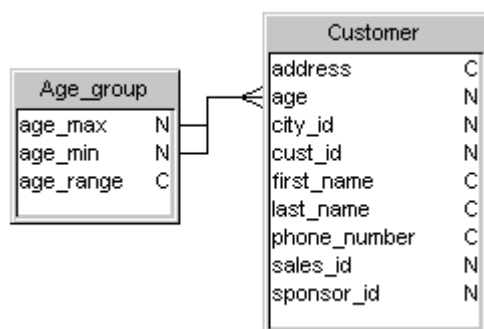 Age_group
age_max N
age_min N
age_range C
Customer
address C
age N
city_id N
cust_id N
first_name C
last_name C
phone_number C
sales_id N
sponsor_id N